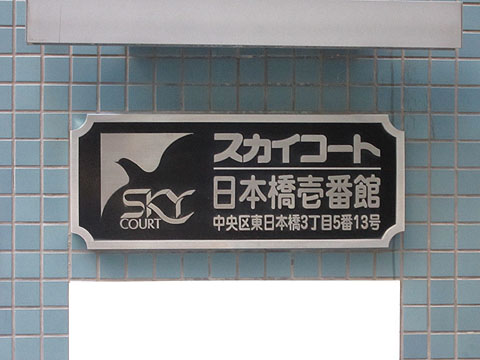 SKY
COURT
スカイコート
日本橋壱番館
中央区東日本橋3丁目5番13号